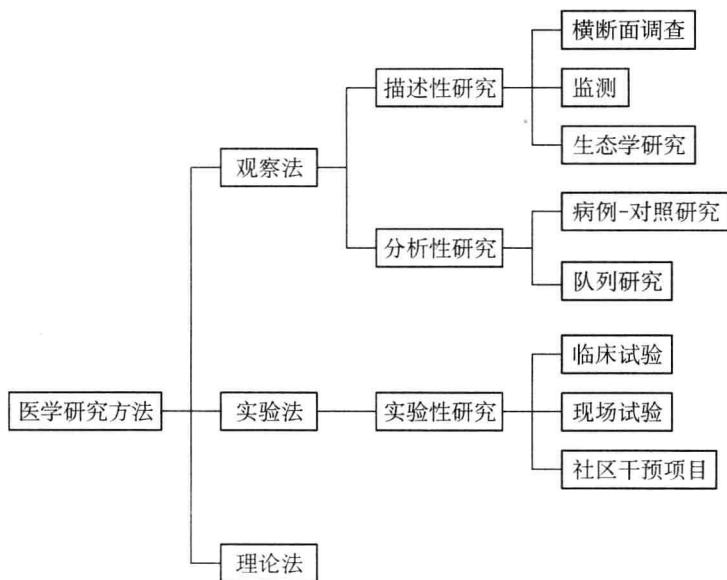 横断面调查
描述性研究
监测
观察法
生态学研究
病例-对照研究
分析性研究
队列研究
临床试验
医学研究方法
实验法
实验性研究
现场试验
社区干预项目
理论法